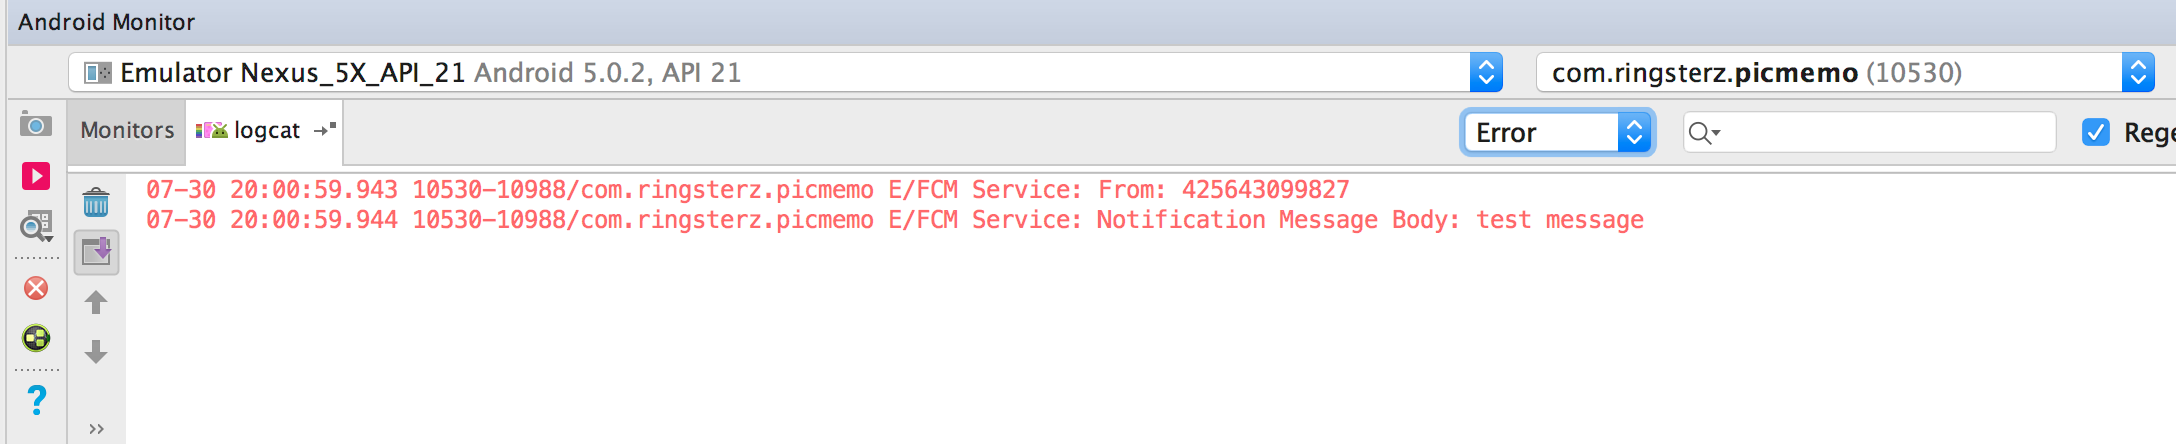 Android Monitor
Emulator Nexus_5X_API_21 Android 5.0.2, API 21
com.ringsterz.picmemo (10530)
Monitors
logcat
Error
Rege
07-30 20:00:59.943 10530-10988/com.ringsterz.picmemo E/FCM Service: From: 425643099827
07-30 20:00:59.944 10530-10988/com.ringsterz.picmemo E/FCM Service: Notification Message Body: test message